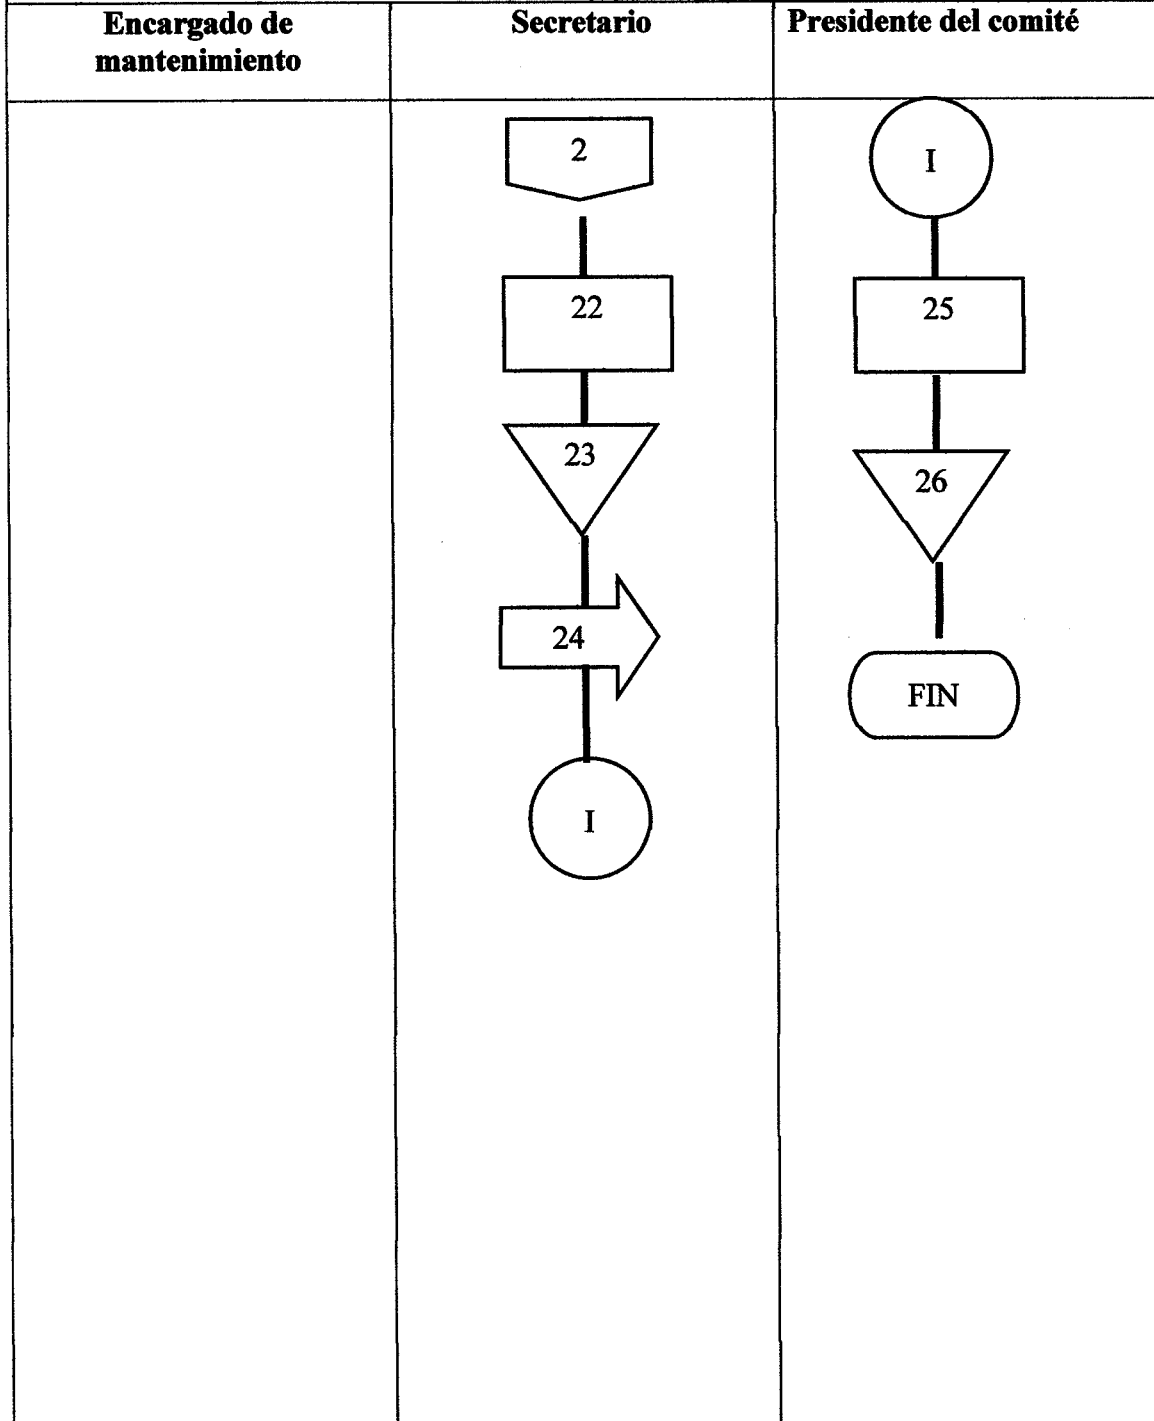 Encargado de
mantenimiento
Secretario
Presidente del comité
2
22
23
24
I
I
25
26
FIN